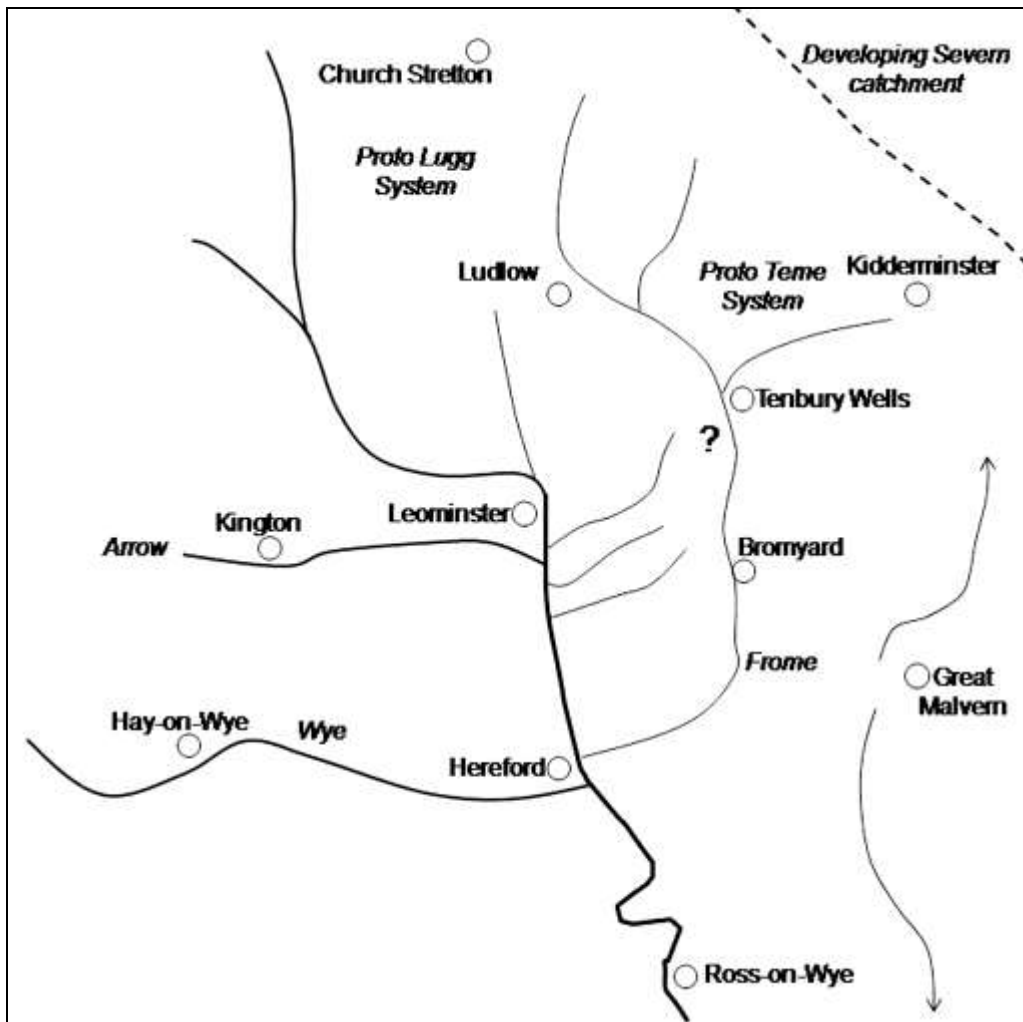 Developing Severn
catchment
Church Stretton
Proto Lugg
System
Ludlow
Proto Teme
System
Kidderminster
Tenbury Wells
?
Leominster
Kington
Arrow
Bromyard
Frome
Great
Malvern
Hay-on-Wye
Wye
Hereford
Ross-on-Wye